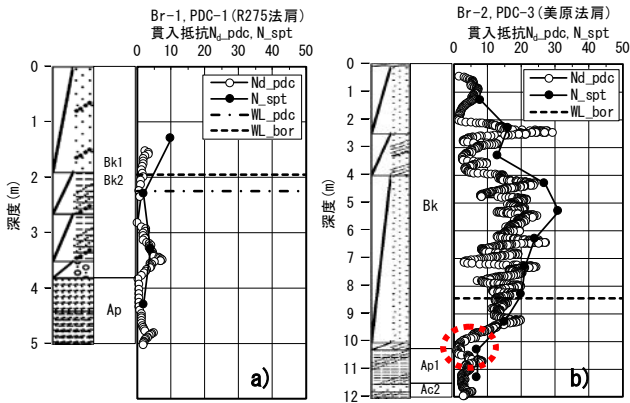 Br-1, PDC-1(R275法肩)
貫入抵抗Nd_pdc, N_spt
0 10 20 30 40 50
0
1
2
3
4
5
深度(m)
Bk1
Bk2
Ap
Nd_pdc
N_spt
WL_pdc
WL_bor
a)
Br-2, PDC-3(美原法肩)
貫入抵抗Nd_pdc, N_spt
0 10 20 30 40 50
0
1
2
3
4
5
6
7
8
9
10
11
12
深度(m)
Bk
Ap1
Ac2
Nd_pdc
N_spt
WL_bor
b)